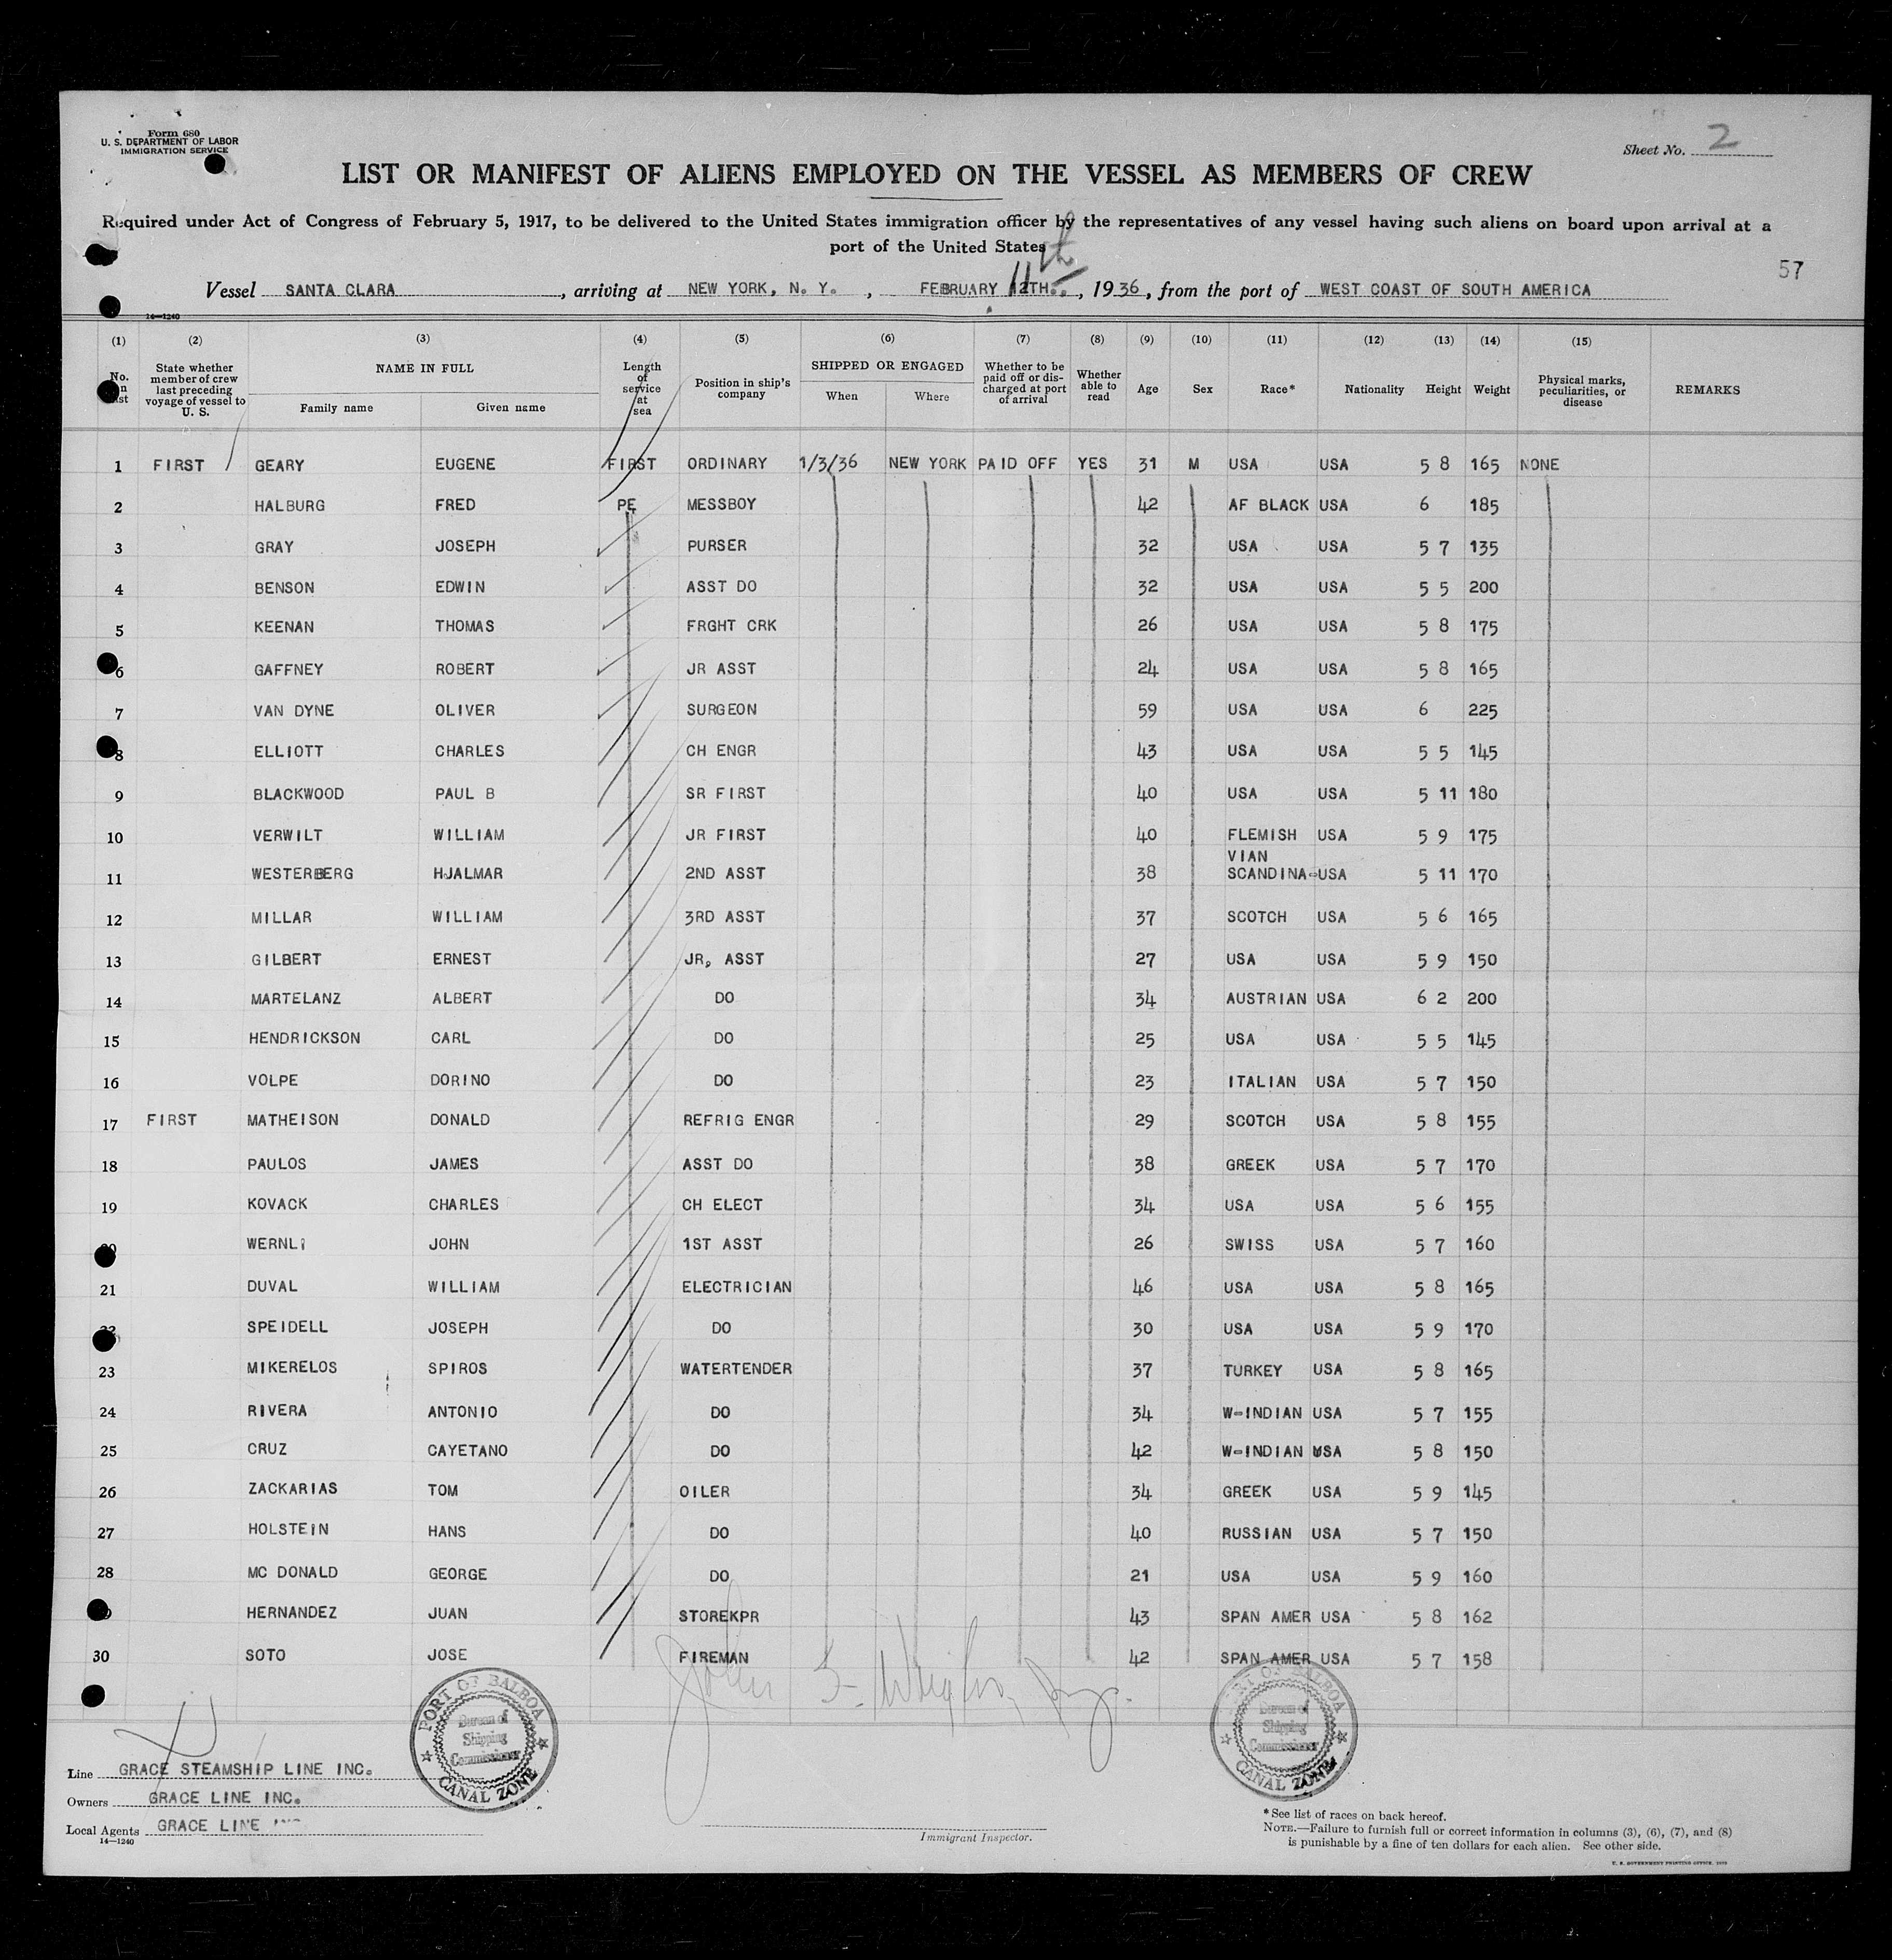 Form 680
U. S. DEPARTMENT OF LABOR
IMMIGRATION SERVICE
Sheet No. 2
LIST OR MANIFEST OF ALIENS EMPLOYED ON THE VESSEL AS MEMBERS OF CREW
Required under Act of Congress of February 5, 1917, to be delivered to the United States immigration officer by the representatives of any vessel having such aliens on board upon arrival at a
port of the United States
57
Vessel SANTA CLARA, arriving at NEW YORK, N. Y., FEBRUARY 11th 12TH., 1936, from the port of WEST COAST OF SOUTH AMERICA
14—1240
(1) (2) (3) (4) (5) (6) (7) (8) (9) (10) (11) (12) (13) (14) (15)
No. on list State whether member of crew last preceding voyage of vessel to U. S. NAME IN FULL Family name Given name Length of service at sea Position in ship's company SHIPPED OR ENGAGED When Where Whether to be paid off or discharged at port of arrival Whether able to read Age Sex Race* Nationality Height Weight Physical marks, peculiarities, or disease REMARKS
1 FIRST GEARY EUGENE FIRST ORDINARY 1/3/36 NEW YORK PAID OFF YES 31 M USA USA 5 8 165 NONE
2 HALBURG FRED PE MESSBOY 42 AF BLACK USA 6 185
3 GRAY JOSEPH PURSER 32 USA USA 5 7 135
4 BENSON EDWIN ASST DO 32 USA USA 5 5 200
5 KEENAN THOMAS FRGHT CRK 26 USA USA 5 8 175
6 GAFFNEY ROBERT JR ASST 24 USA USA 5 8 165
7 VAN DYNE OLIVER SURGEON 59 USA USA 6 225
8 ELLIOTT CHARLES CH ENGR 43 USA USA 5 5 145
9 BLACKWOOD PAUL B SR FIRST 40 USA USA 5 11 180
10 VERWILT WILLIAM JR FIRST 40 FLEMISH USA 5 9 175
VIAN
11 WESTERBERG HJALMAR 2ND ASST 38 SCANDINA-USA 5 11 170
12 MILLAR WILLIAM 3RD ASST 37 SCOTCH USA 5 6 165
13 GILBERT ERNEST JR, ASST 27 USA USA 5 9 150
14 MARTELANZ ALBERT DO 34 AUSTRIAN USA 6 2 200
15 HENDRICKSON CARL DO 25 USA USA 5 5 145
16 VOLPE DORINO DO 23 ITALIAN USA 5 7 150
17 FIRST MATHEISON DONALD REFRIG ENGR 29 SCOTCH USA 5 8 155
18 PAULOS JAMES ASST DO 38 GREEK USA 5 7 170
19 KOVACK CHARLES CH ELECT 34 USA USA 5 6 155
20 WERNLI JOHN 1ST ASST 26 SWISS USA 5 7 160
21 DUVAL WILLIAM ELECTRICIAN 46 USA USA 5 8 165
22 SPEIDELL JOSEPH DO 30 USA USA 5 9 170
23 MIKERELOS SPIROS WATERTENDER 37 TURKEY USA 5 8 165
24 RIVERA ANTONIO DO 34 W-INDIAN USA 5 7 155
25 CRUZ CAYETANO DO 42 W-INDIAN USA 5 8 150
26 ZACKARIAS TOM OILER 34 GREEK USA 5 9 145
27 HOLSTEIN HANS DO 40 RUSSIAN USA 5 7 150
28 MC DONALD GEORGE DO 21 USA USA 5 9 160
29 HERNANDEZ JUAN STOREKPR 43 SPAN AMER USA 5 8 162
30 SOTO JOSE FIREMAN 42 SPAN AMER USA 5 7 158
PORT OF BALBOA Bureau of Shipping Commissioner CANAL ZONE
PORT OF BALBOA Bureau of Shipping Commissioner CANAL ZONE
Line GRACE STEAMSHIP LINE INC.
Owners GRACE LINE INC.
Local Agents GRACE LINE INC
14—1240
Immigrant Inspector.
*See list of races on back hereof.
NOTE.—Failure to furnish full or correct information in columns (3), (6), (7), and (8)
is punishable by a fine of ten dollars for each alien. See other side.